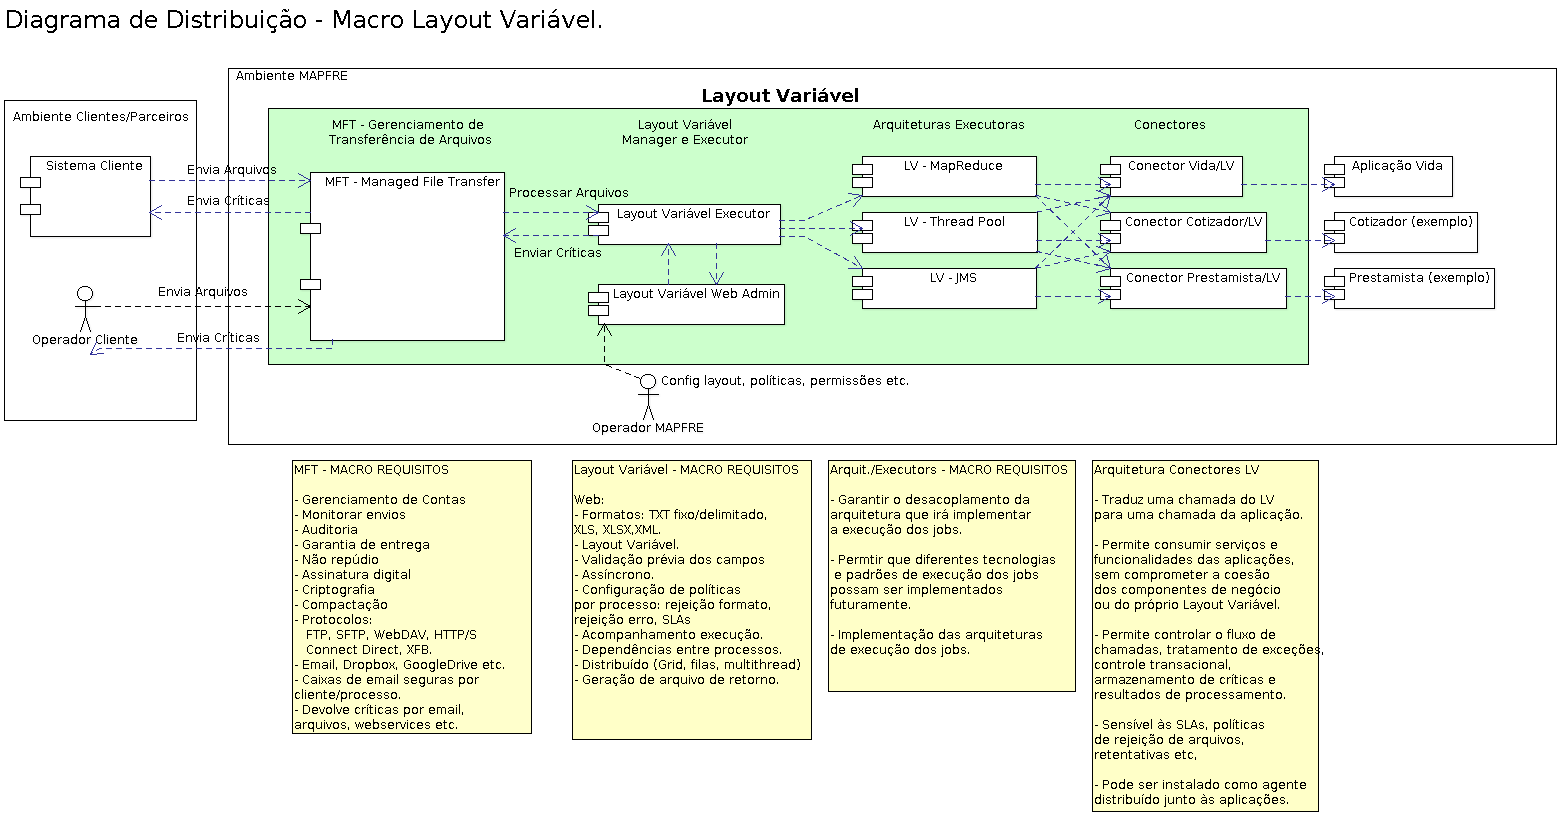 Diagrama de Distribuição - Macro Layout Variável.
Ambiente MAPFRE
Layout Variável
Ambiente Clientes/Parceiros
MFT - Gerenciamento de
Transferência de Arquivos
Layout Variável
Manager e Executor
Arquiteturas Executoras
Conectores
Sistema Cliente
Envia Arquivos
Envia Críticas
MFT - Managed File Transfer
Processar Arquivos
Enviar Críticas
Layout Variável Executor
Layout Variável Web Admin
LV - MapReduce
LV - Thread Pool
LV - JMS
Conector Vida/LV
Conector Cotizador/LV
Conector Prestamista/LV
Aplicação Vida
Cotizador (exemplo)
Prestamista (exemplo)
Envia Arquivos
Operador Cliente
Envia Críticas
Config layout, políticas, permissões etc.
Operador MAPFRE
MFT - MACRO REQUISITOS
- Gerenciamento de Contas
- Monitorar envios
- Auditoria
- Garantia de entrega
- Não repúdio
- Assinatura digital
- Criptografia
- Compactação
- Protocolos:
FTP, SFTP, WebDAV, HTTP/S
Connect Direct, XFB.
- Email, Dropbox, GoogleDrive etc.
- Caixas de email seguras por
cliente/processo.
- Devolve críticas por email,
arquivos, webservices etc.
Layout Variável - MACRO REQUISITOS
Web:
- Formatos: TXT fixo/delimitado,
XLS, XLSX,XML.
- Layout Variável.
- Validação prévia dos campos
- Assíncrono.
- Configuração de políticas
por processo: rejeição formato,
rejeição erro, SLAs
- Acompanhamento execução.
- Dependências entre processos.
- Distribuído (Grid, filas, multithread)
- Geração de arquivo de retorno.
Arquit./Executors - MACRO REQUISITOS
- Garantir o desacoplamento da
arquitetura que irá implementar
a execução dos jobs.
- Permtir que diferentes tecnologias
e padrões de execução dos jobs
possam ser implementados
futuramente.
- Implementação das arquiteturas
de execução dos jobs.
Arquitetura Conectores LV
- Traduz uma chamada do LV
para uma chamada da aplicação.
- Permite consumir serviços e
funcionalidades das aplicações,
sem comprometer a coesão
dos componentes de negócio
ou do próprio Layout Variável.
- Permite controlar o fluxo de
chamadas, tratamento de exceções,
controle transacional,
armazenamento de críticas e
resultados de processamento.
- Sensível às SLAs, políticas
de rejeição de arquivos,
retentativas etc,
- Pode ser instalado como agente
distribuído junto às aplicações.